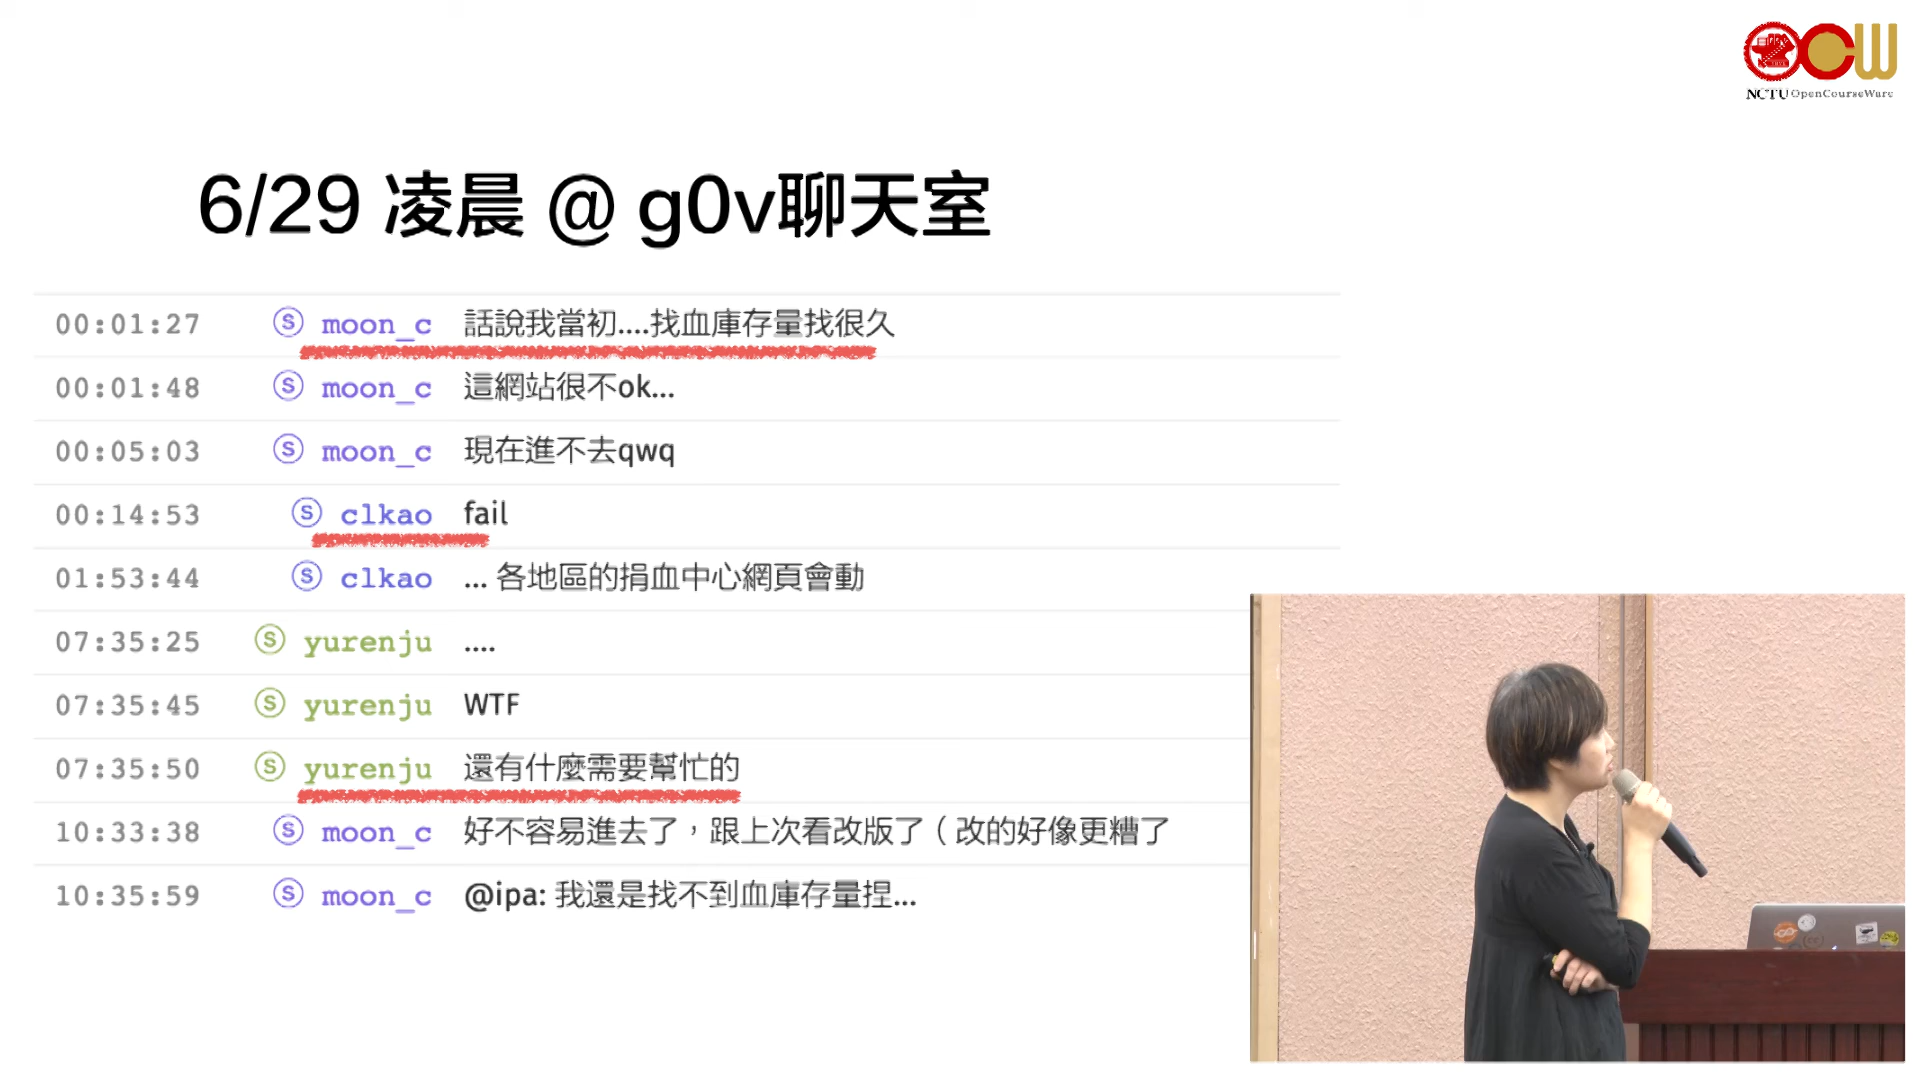 NCTU OpenCourseWare
6/29 凌晨 @ g0v聊天室
00:01:27 Ⓢ moon_c 話說我當初....找血庫存量找很久
00:01:48 Ⓢ moon_c 這網站很不ok...
00:05:03 Ⓢ moon_c 現在進不去qwq
00:14:53 Ⓢ clkao fail
01:53:44 Ⓢ clkao ... 各地區的捐血中心網頁會動
07:35:25 Ⓢ yurenju ....
07:35:45 Ⓢ yurenju WTF
07:35:50 Ⓢ yurenju 還有什麼需要幫忙的
10:33:38 Ⓢ moon_c 好不容易進去了，跟上次看改版了（改的好像更糟了
10:35:59 Ⓢ moon_c @ipa: 我還是找不到血庫存量捏...